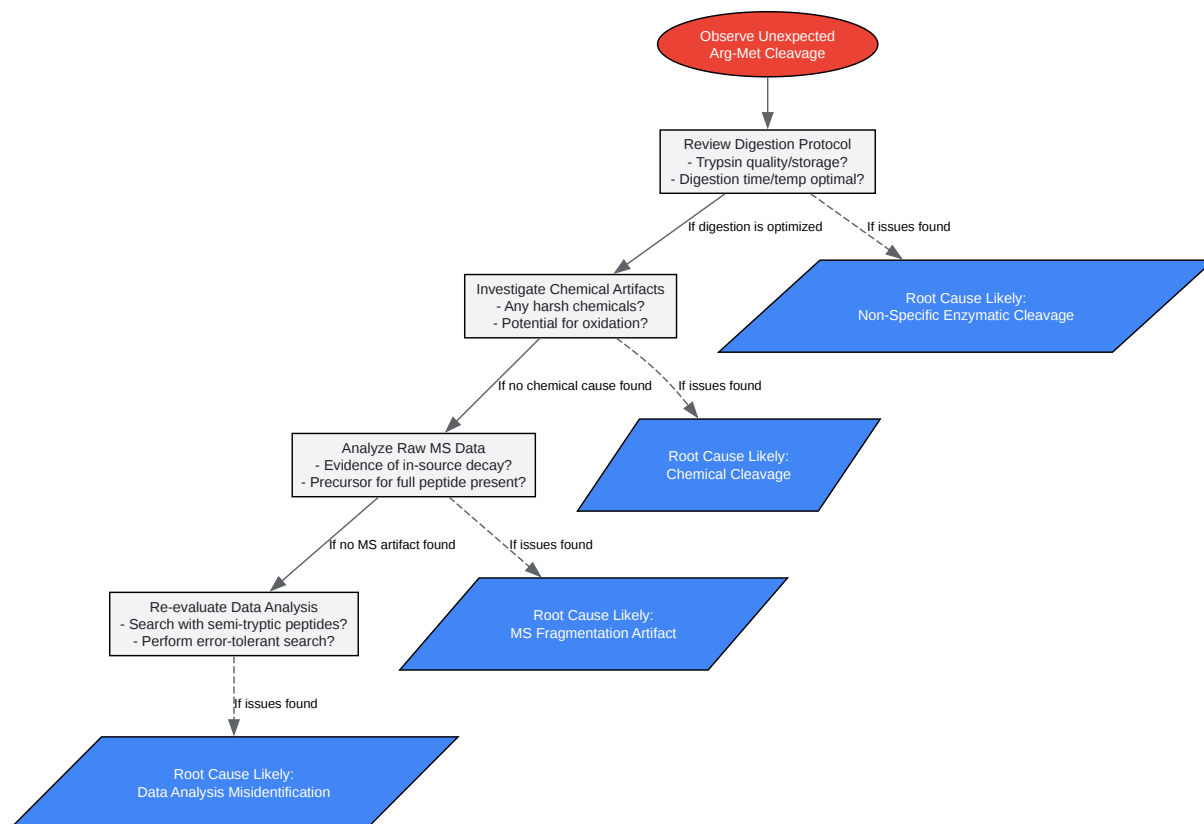 Observe Unexpected
Arg-Met Cleavage
Review Digestion Protocol
- Trypsin quality/storage?
- Digestion time/temp optimal?
If digestion is optimized
If issues found
Investigate Chemical Artifacts
- Any harsh chemicals?
- Potential for oxidation?
Root Cause Likely:
Non-Specific Enzymatic Cleavage
If no chemical cause found
If issues found
Analyze Raw MS Data
- Evidence of in-source decay?
- Precursor for full peptide present?
Root Cause Likely:
Chemical Cleavage
If no MS artifact found
If issues found
Re-evaluate Data Analysis
- Search with semi-tryptic peptides?
- Perform error-tolerant search?
Root Cause Likely:
MS Fragmentation Artifact
If issues found
Root Cause Likely:
Data Analysis Misidentification